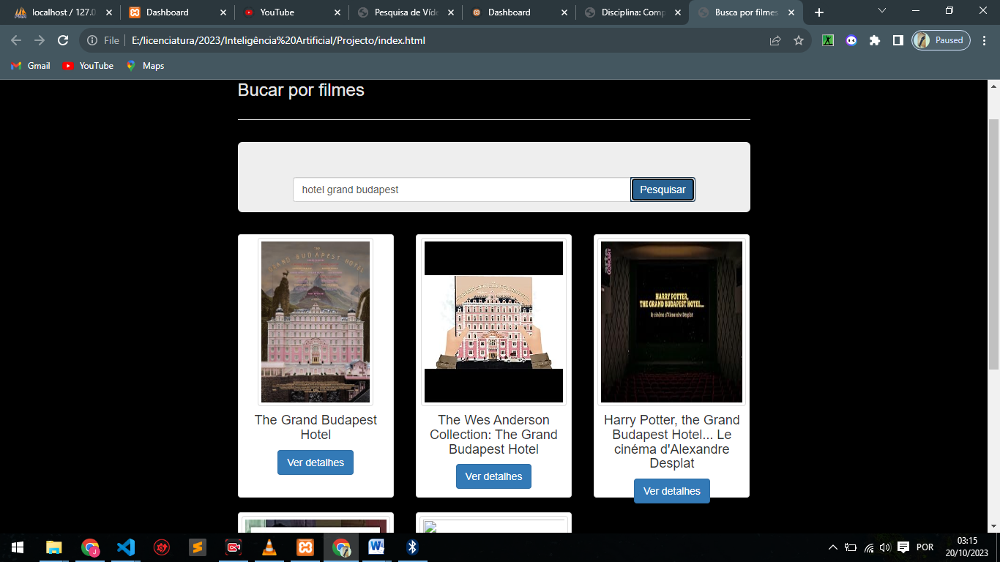 localhost / 127.0
Dashboard
YouTube
Pesquisa de Víde
Dashboard
Disciplina: Comp
Busca por filmes
File
E:/licenciatura/2023/Inteligência%20Artificial/Projecto/index.html
Paused
Gmail
YouTube
Maps
Bucar por filmes
hotel grand budapest
Pesquisar
THE
GRAND BUDAPEST HOTEL
arte
CONCERT
HARRY POTTER,
THE GRAND BUDAPEST HOTEL...
le cinéma d'Alexandre Desplat
The Grand Budapest
Hotel
Ver detalhes
The Wes Anderson
Collection: The Grand
Budapest Hotel
Ver detalhes
Harry Potter, the Grand
Budapest Hotel... Le
cinéma d'Alexandre
Desplat
Ver detalhes
POR
03:15
20/10/2023